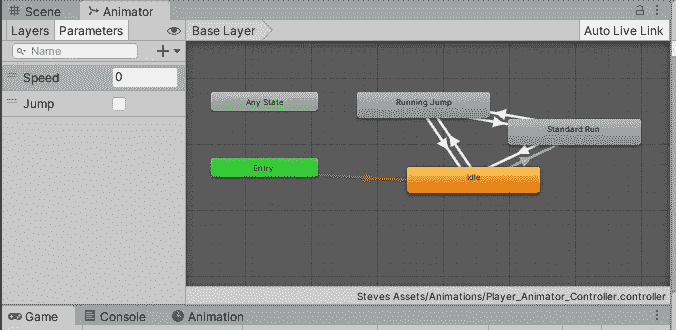 Scene Animator
Layers Parameters Base Layer Auto Live Link
Name
Speed 0
Jump
Any State Running Jump
Standard Run
Entry Idle
Steves Assets/Animations/Player_Animator_Controller.controller
Game Console Animation